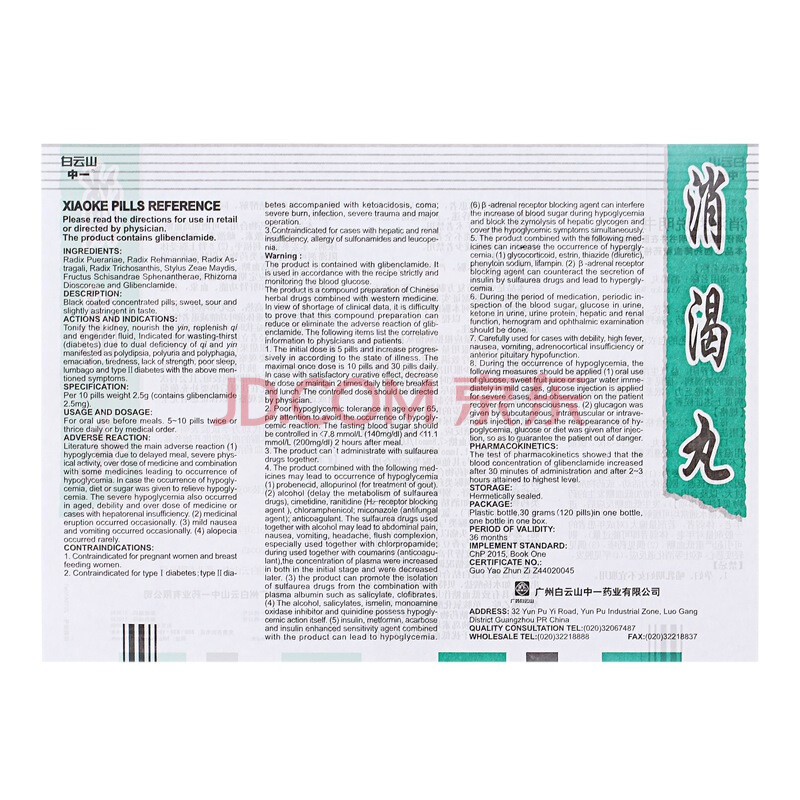 白云山
中一
XIAOKE PILLS REFERENCE
Please read the directions for use in retail
or directed by physician.
The product contains glibenclamide.
INGREDIENTS:
Radix Puerariae, Radix Rehmanniae, Radix As-
tragali, Radix Trichosanthis, Stylus Zeae Maydis,
Fructus Schisandrae Sphenantherae, Rhizoma
Dioscoreae and Glibenclamide.
DESCRIPTION:
Black coated concentrated pills; sweet, sour and
slightly astringent in taste.
ACTIONS AND INDICATIONS:
Tonify the kidney, nourish the yin, replenish qi
and engender fluid, Indicated for wasting-thirst
(diabetes) due to dual deficiency of qi and yin
manifested as polydipsia, polyuria and polyphagia,
emaciation, tiredness, lack of strength, poor sleep,
lumbago and type II diabetes with the above men-
tioned symptoms.
SPECIFICATION:
Per 10 pills weight 2.5g (contains glibenclamide
2.5mg).
USAGE AND DOSAGE:
For oral use before meals. 5~10 pills twice or
thrice daily or by medical order.
ADVERSE REACTION:
Literature showed the main adverse reaction (1)
hypoglycemia due to delayed meal, severe phys-
ical activity, over dose of medicine and combination
with some medicines leading to occurrence of
hypoglycemia. In case the occurrence of hypogly-
cemia, diet or sugar was given to relieve hypogly-
cemia. The severe hypoglycemia also occurred
in aged, debility and over dose of medicine or
cases with hepatorenal insufficiency. (2) medicinal
eruption occurred occasionally. (3) mild nausea
and vomiting occurred occasionally. (4) alopecia
occurred rarely.
CONTRAINDICATIONS:
1. Contraindicated for pregnant women and breast
feeding women.
2. Contraindicated for type I diabetes; type II dia-
betes accompanied with ketoacidosis, coma;
severe burn, infection, severe trauma and major
operation.
3.Contraindicated for cases with hepatic and renal
insufficiency, allergy of sulfonamides and leucope-
nia.
Warning :
The product is contained with glibenclamide. It
is used in accordance with the recipe strictly and
monitoring the blood glucose.
The product is a compound preparation of Chinese
herbal drugs combined with western medicine.
In view of shortage of clinical data, it is difficulty
to prove that this compound preparation can
reduce or eliminate the adverse reaction of glib-
enclamide. The following items list the correlative
information to physicians and patients.
1. The initial dose is 5 pills and increase progres-
sively in according to the state of illness. The
maximal once dose is 10 pills and 30 pills daily.
In case with satisfactory curative effect, decrease
the dose or change to twice daily before breakfast
and lunch. The control dose of patient is decided
by
2. Poor hypoglycemic tolerance in over 65,
pay attention to avoid the occurrence of hypogly-
cemia. The fasting blood sugar should
be controlled in <7.8 mmol/L (140mg/dl) and <11.1
mmol/L (200mg/dl) 2 hours after meal.
3. The product can't administrate with sulfaurea
drugs together.
4. The product combined with the following med-
icines may lead to occurrence of hypoglycemia
(1) probenecid, allopurinol (for treatment of gout).
(2) alcohol (delay the metabolism of sulfaurea
drugs), cimetidine, ranitidine (H₂- receptor blocking
agent ), chloramphenicol; miconazole (antifungal
agent); anticoagulant. The sulfaurea drugs used
together with alcohol may lead to abdominal pain,
nausea, vomiting, headache, flush complexion,
especially used together with chlorpropamide;
during used together with coumarins (anticoagu-
lant),the concentration of plasma were increased
in both in the initial stage and were decreased
later. (3) the product can promote the isolation
of sulfaurea drugs from the combination with
plasma albumin such as salicylate, clofibrates.
(4) The alcohol, salicylates, ismelin, monoamine
oxidase inhibitor and quinidine possess hypogly-
cemic action itself. (5) insulin, metformin, acarbose
and insulin enhanced sensitivity agent combined
with the product can lead to hypoglycemia.
(6) β -adrenal receptor blocking agent can interfere
the increase of blood sugar during hypoglycemia
and block the zymolysis of hepatic glycogen and
cover the hypoglycemic symptoms simultaneously.
5. The product combined with the following med-
icines can increase the occurrence of hypergly-
cemia. (1) glycocorticoid, estrin, thiazide (diuretic),
phenyloin sodium, lifampin. (2) β -adrenal receptor
blocking agent can counteract the secretion of
insulin by sulfaurea drugs and lead to hypergly-
cemia.
6. During the period of medication, periodic in-
spection of the blood sugar, glucose in urine,
ketone in urine, urine protein, hepatic and renal
function, hemogram and ophthalmic examination
should be done.
7. Carefully used for cases with debility, high fever,
nausea, vomiting, adrenocortical insufficiency or
anterior pituitary hypofunction.
8. During the occurrence of hypoglycemia, the
following measures should be applied (1) oral use
sugar water imme-
diately in mild cases, glucose injection is applied
on the patient
with unconsciousness. (2) glucagon was
injected subcutaneous or muscular or intrave-
injection, due to the reappearance of hy-
poglycemia, glucose or diet was given after injec-
tion, so as to guarantee the patient out of danger.
PHARMACOKINETICS:
The test of pharmacokinetics showed that the
blood concentration of glibenclamide increased
after 30 minutes of administration and after 2~3
hours attained to highest level.
STORAGE:
Hermetically sealed.
PACKAGE:
Plastic bottle,30 grams (120 pills)in one bottle,
one bottle in one box.
PERIOD OF VALIDITY:
36 months
IMPLEMENT STANDARD:
ChP 2015, Book One
CERTIFICATE NO.:
Guo Yao Zhun Zi Z44020045
广州白云山
广州白云山中一药业有限公司
ADDRESS: 32 Yun Pu Yi Road, Yun Pu Industrial Zone, Luo Gang
District Guangzhou PR China
QUALITY CONSULTATION TEL:(020)32067487
WHOLESALE TEL:(020)32218888 FAX:(020)32218837
消渴丸
JD.COM 京东